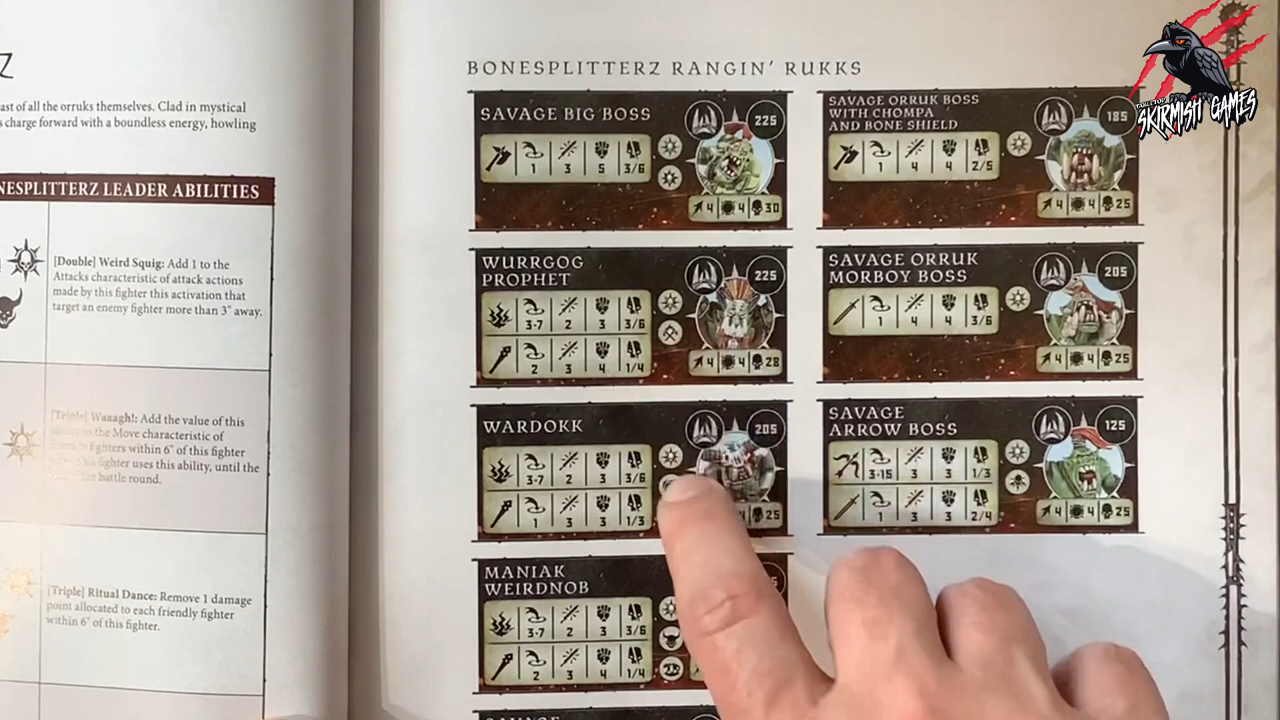 Z
ast of all the orruks themselves. Clad in mystical
s charge forward with a boundless energy, howling
NESPLITTERZ LEADER ABILITIES
[Double] Weird Squig: Add 1 to the
Attacks characteristic of attack actions
made by this fighter this activation that
target an enemy fighter more than 3" away.
[Triple] Waaagh!: Add the value of this
to the Move characteristic of
fighters within 6" of this fighter
fighter uses this ability, until the
battle round.
[Triple] Ritual Dance: Remove 1 damage
point allocated to each friendly fighter
within 6" of this fighter.
BONESPLITTERZ RANGIN' RUKKS
SAVAGE BIG BOSS
225
1 3 5 3/6
4 4 30
SAVAGE ORRUK BOSS
WITH CHOMPA
AND BONE SHIELD
185
1 4 4 2/5
4 4 25
WURRGOG
PROPHET
225
3-7 2 3 3/6
2 3 4 1/4
4 4 28
SAVAGE ORRUK
MORBOY BOSS
205
1 4 4 3/6
4 4 25
WARDOKK
205
3-7 2 3 3/6
1 3 3 1/3
4 25
SAVAGE
ARROW BOSS
125
3-15 3 3 1/3
1 3 3 2/4
4 4 25
MANIAK
WEIRDNOB
5
3-7 2 3 3/6
2 3 4 1/4
TABLETOP
SKIRMISH GAMES